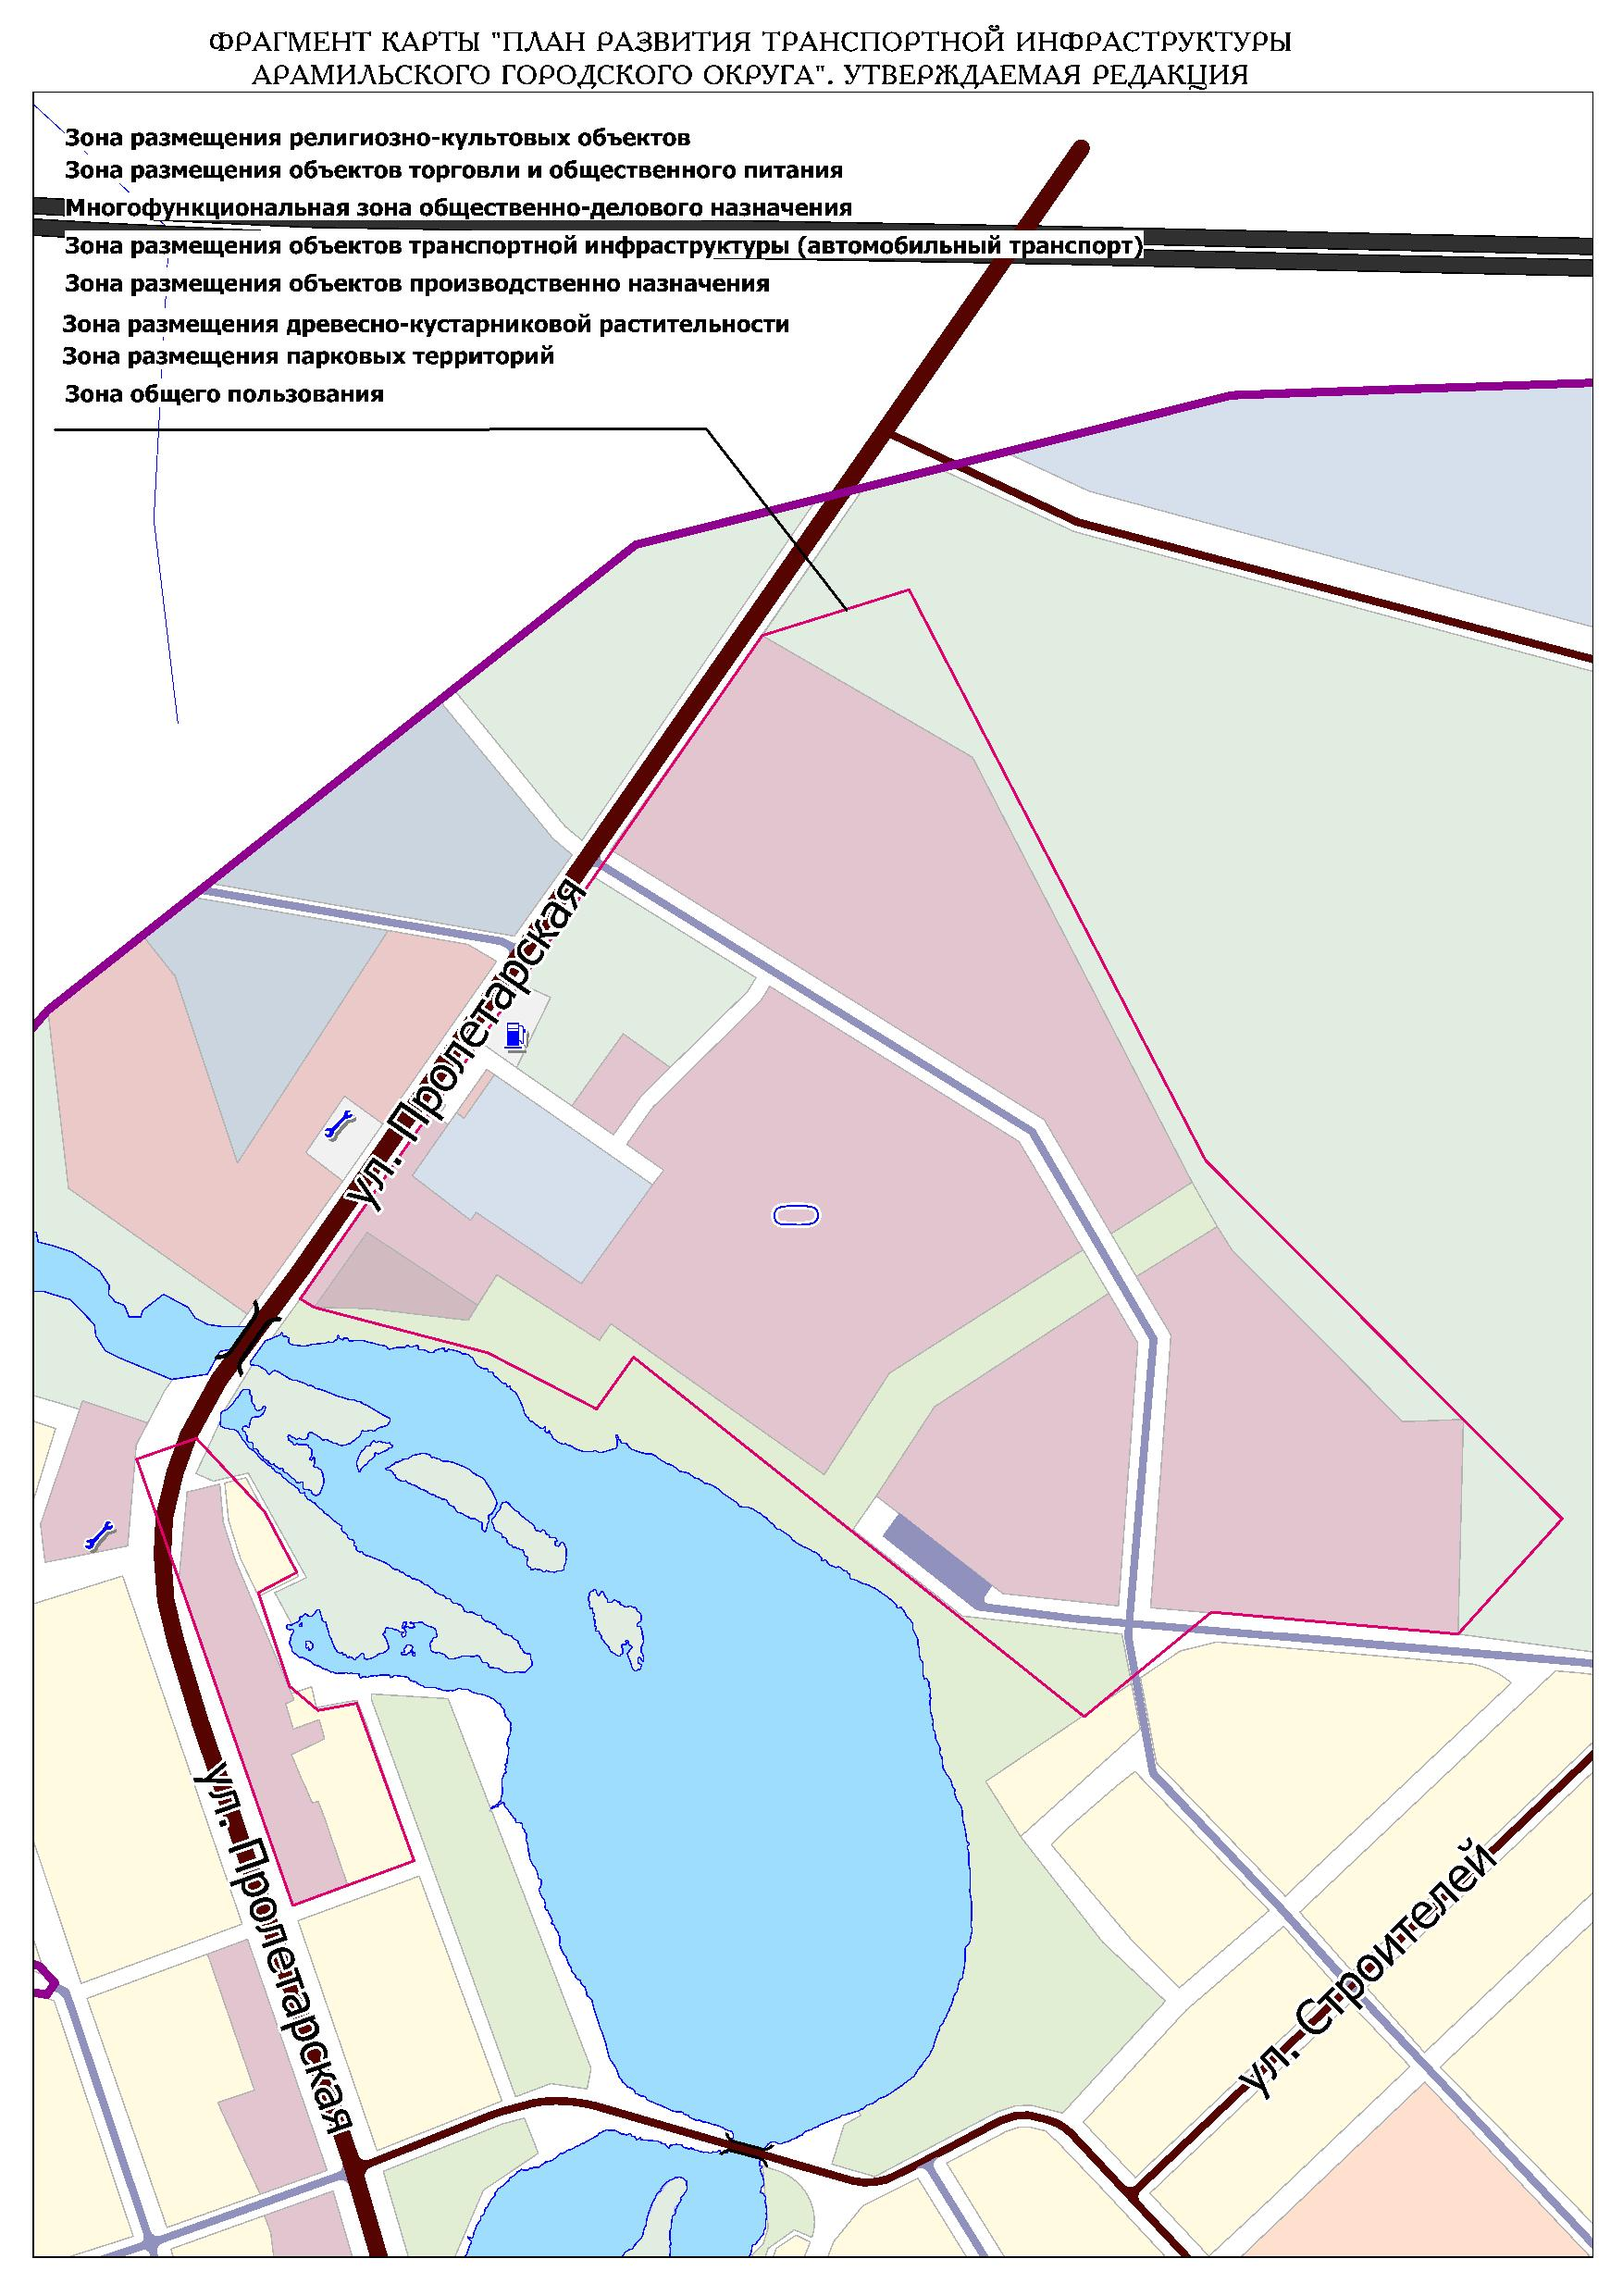 ФРАГМЕНТ КАРТЫ "ПЛАН РАЗВИТИЯ ТРАНСПОРТНОЙ ИНФРАСТРУКТУРЫ
АРАМИЛЬСКОГО ГОРОДСКОГО ОКРУГА". УТВЕРЖДАЕМАЯ РЕДАКЦИЯ
Зона размещения религиозно-культовых объектов
Зона размещения объектов торговли и общественного питания
Многофункциональная зона общественно-делового назначения
Зона размещения объектов транспортной инфраструктуры (автомобильный транспорт)
Зона размещения объектов производственно назначения
Зона размещения древесно-кустарниковой растительности
Зона размещения парковых территорий
Зона общего пользования
ул. Пролетарская
ул. Пролетарская
ул. Строителей